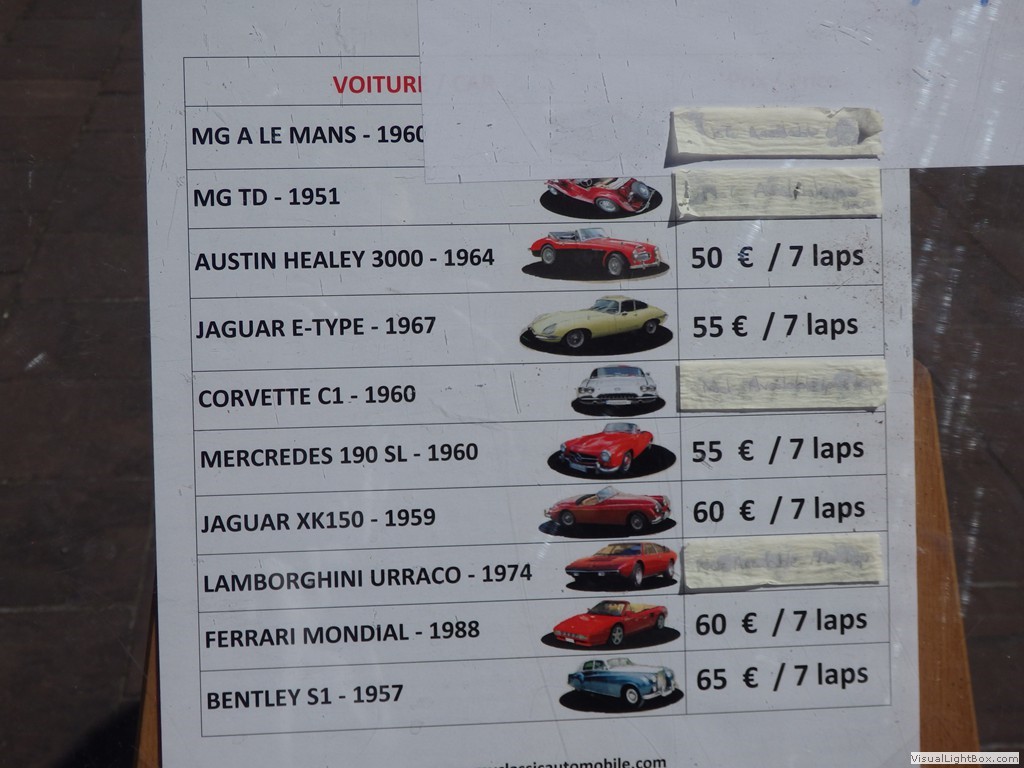 VOITURE / CAR
MG A LE MANS - 1960
MG TD - 1951
AUSTIN HEALEY 3000 - 1964 50 € / 7 laps
JAGUAR E-TYPE - 1967 55 € / 7 laps
CORVETTE C1 - 1960
MERCREDES 190 SL - 1960 55 € / 7 laps
JAGUAR XK150 - 1959 60 € / 7 laps
LAMBORGHINI URRACO - 1974
FERRARI MONDIAL - 1988 60 € / 7 laps
BENTLEY S1 - 1957 65 € / 7 laps
VisualLightBox.com